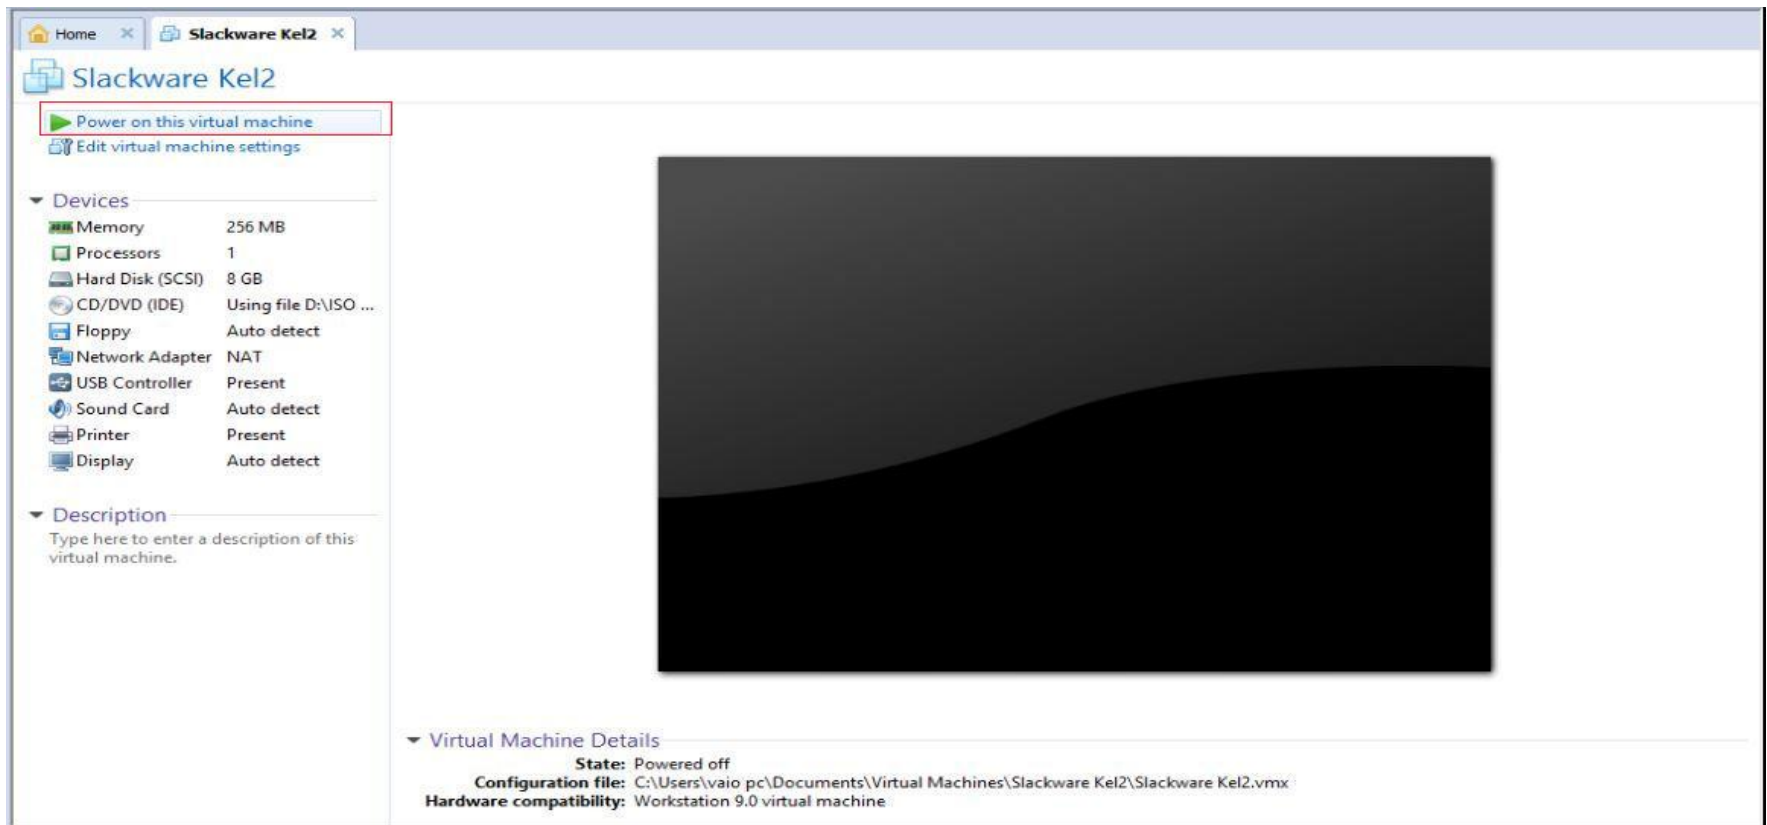 Home
Slackware Kel2
Slackware Kel2
Power on this virtual machine
Edit virtual machine settings
Devices
Memory 256 MB
Processors 1
Hard Disk (SCSI) 8 GB
CD/DVD (IDE) Using file D:\ISO ...
Floppy Auto detect
Network Adapter NAT
USB Controller Present
Sound Card Auto detect
Printer Present
Display Auto detect
Description
Type here to enter a description of this
virtual machine.
Virtual Machine Details
State: Powered off
Configuration file: C:\Users\vaio pc\Documents\Virtual Machines\Slackware Kel2\Slackware Kel2.vmx
Hardware compatibility: Workstation 9.0 virtual machine